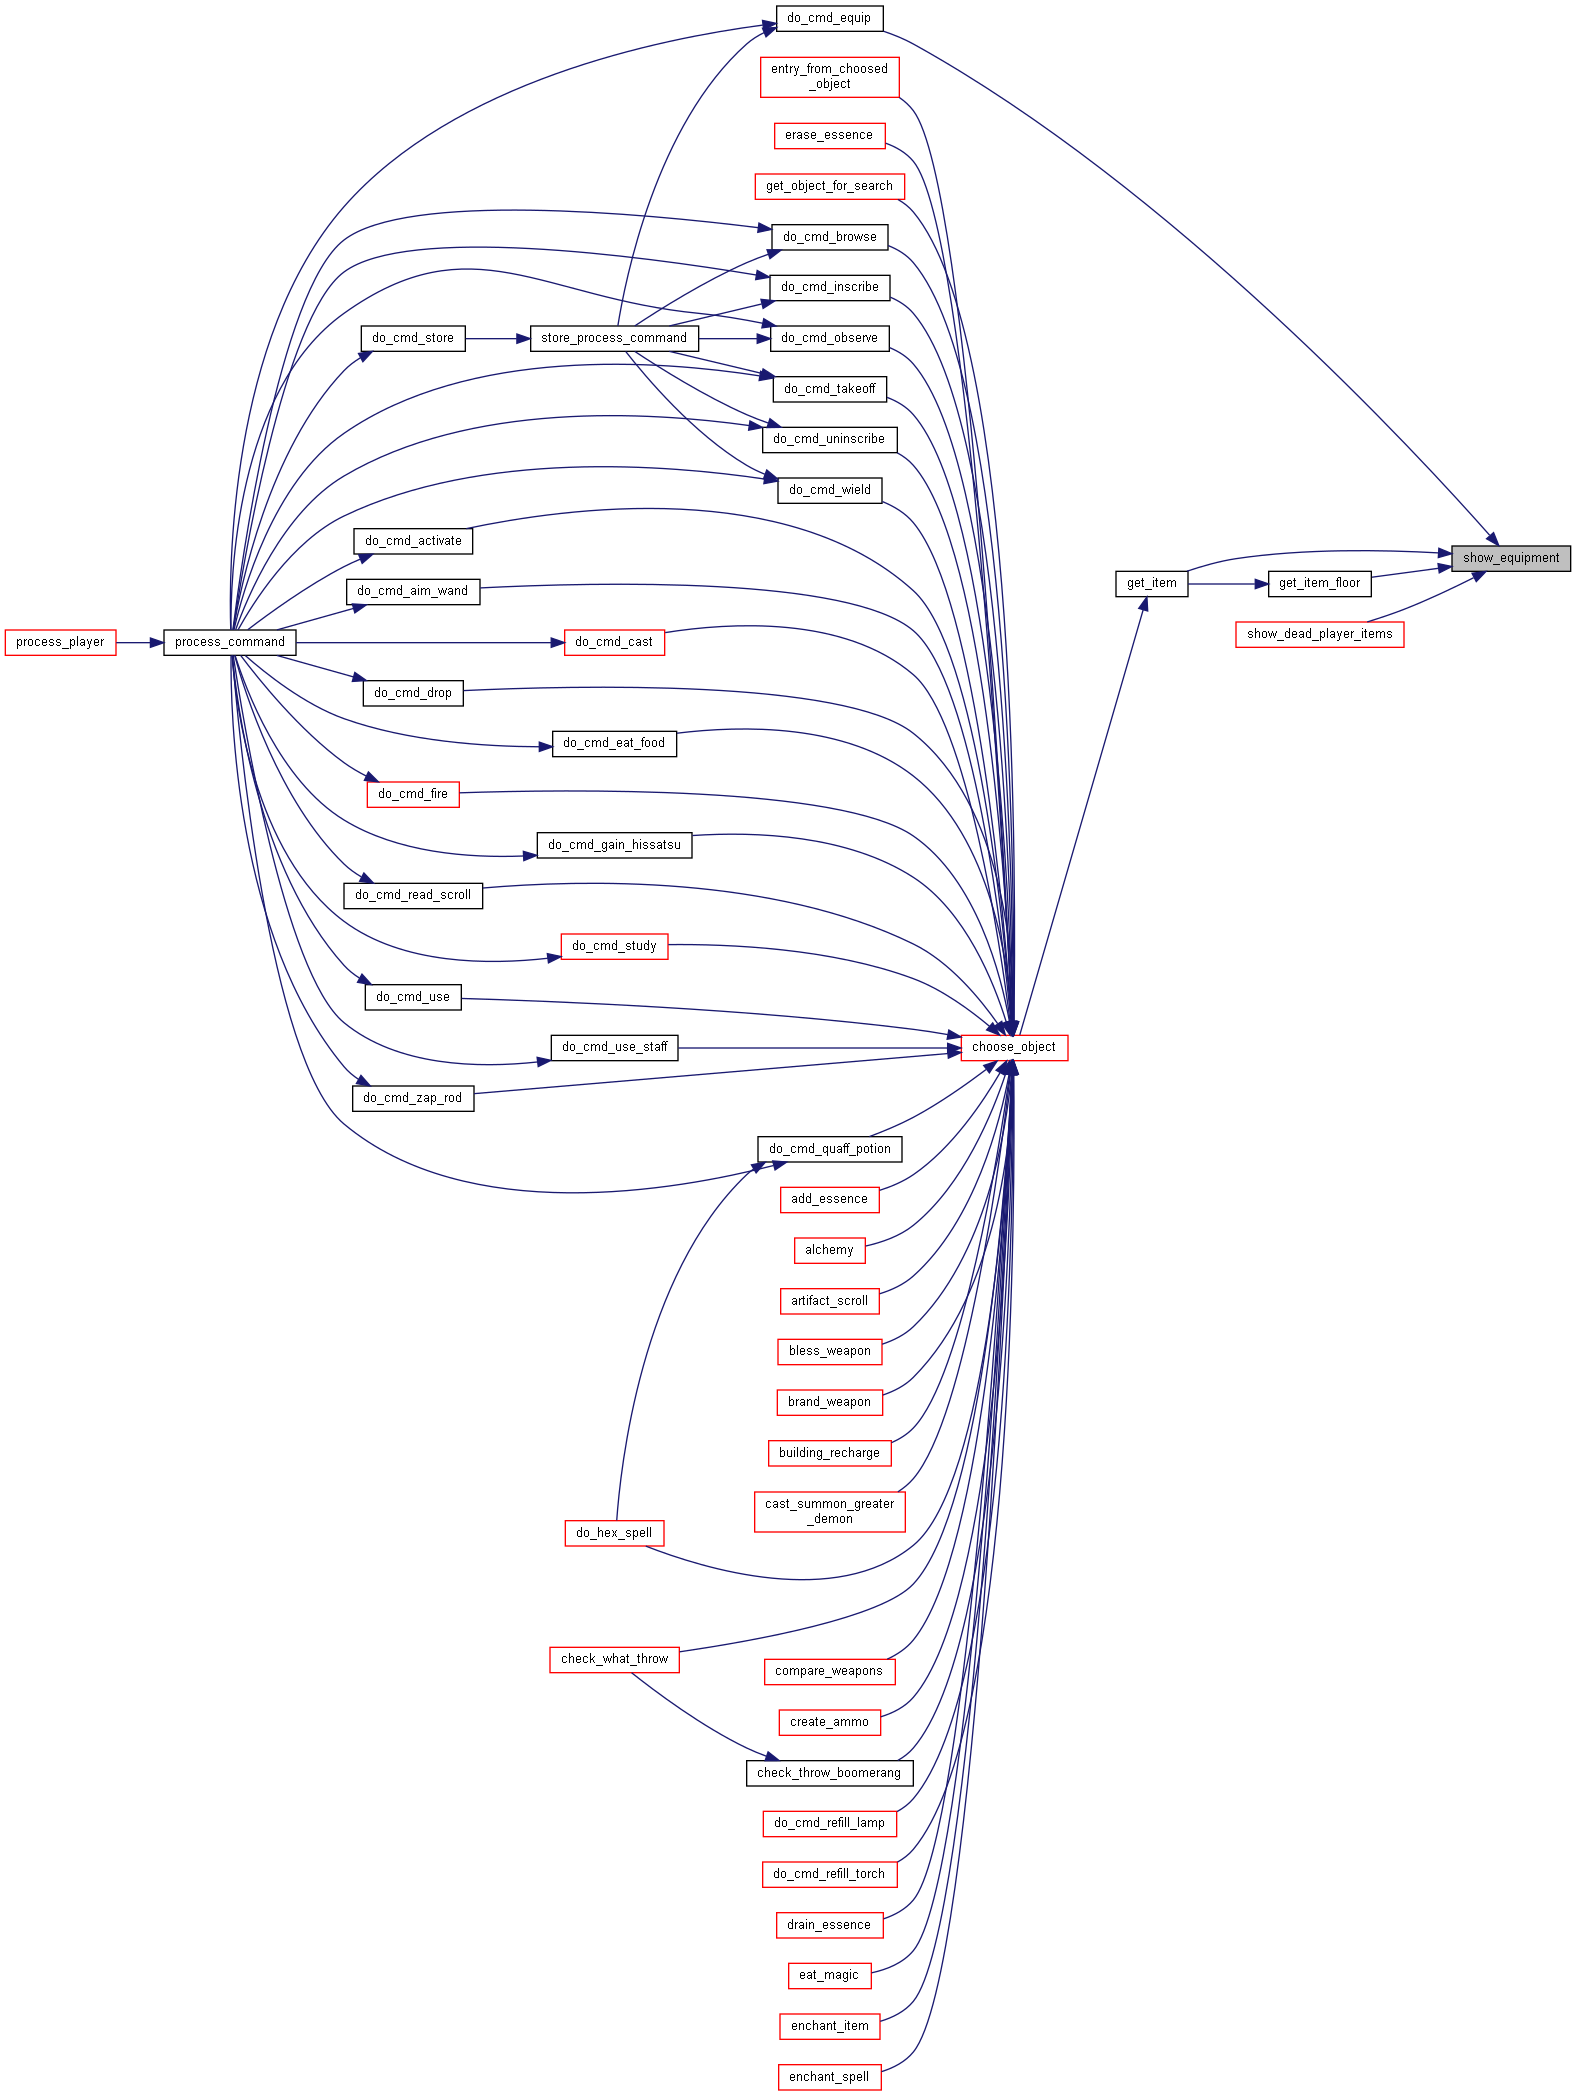 do_cmd_equip
entry_from_choosed
_object
erase_essence
get_object_for_search
do_cmd_browse
do_cmd_inscribe
do_cmd_store
store_process_command
do_cmd_observe
do_cmd_takeoff
do_cmd_uninscribe
do_cmd_wield
do_cmd_activate
show_equipment
do_cmd_aim_wand
get_item
get_item_floor
process_player
process_command
do_cmd_cast
show_dead_player_items
do_cmd_drop
do_cmd_eat_food
do_cmd_fire
do_cmd_gain_hissatsu
do_cmd_read_scroll
do_cmd_study
do_cmd_use
do_cmd_use_staff
choose_object
do_cmd_zap_rod
do_cmd_quaff_potion
add_essence
alchemy
artifact_scroll
bless_weapon
brand_weapon
building_recharge
cast_summon_greater
_demon
do_hex_spell
check_what_throw
compare_weapons
create_ammo
check_throw_boomerang
do_cmd_refill_lamp
do_cmd_refill_torch
drain_essence
eat_magic
enchant_item
enchant_spell